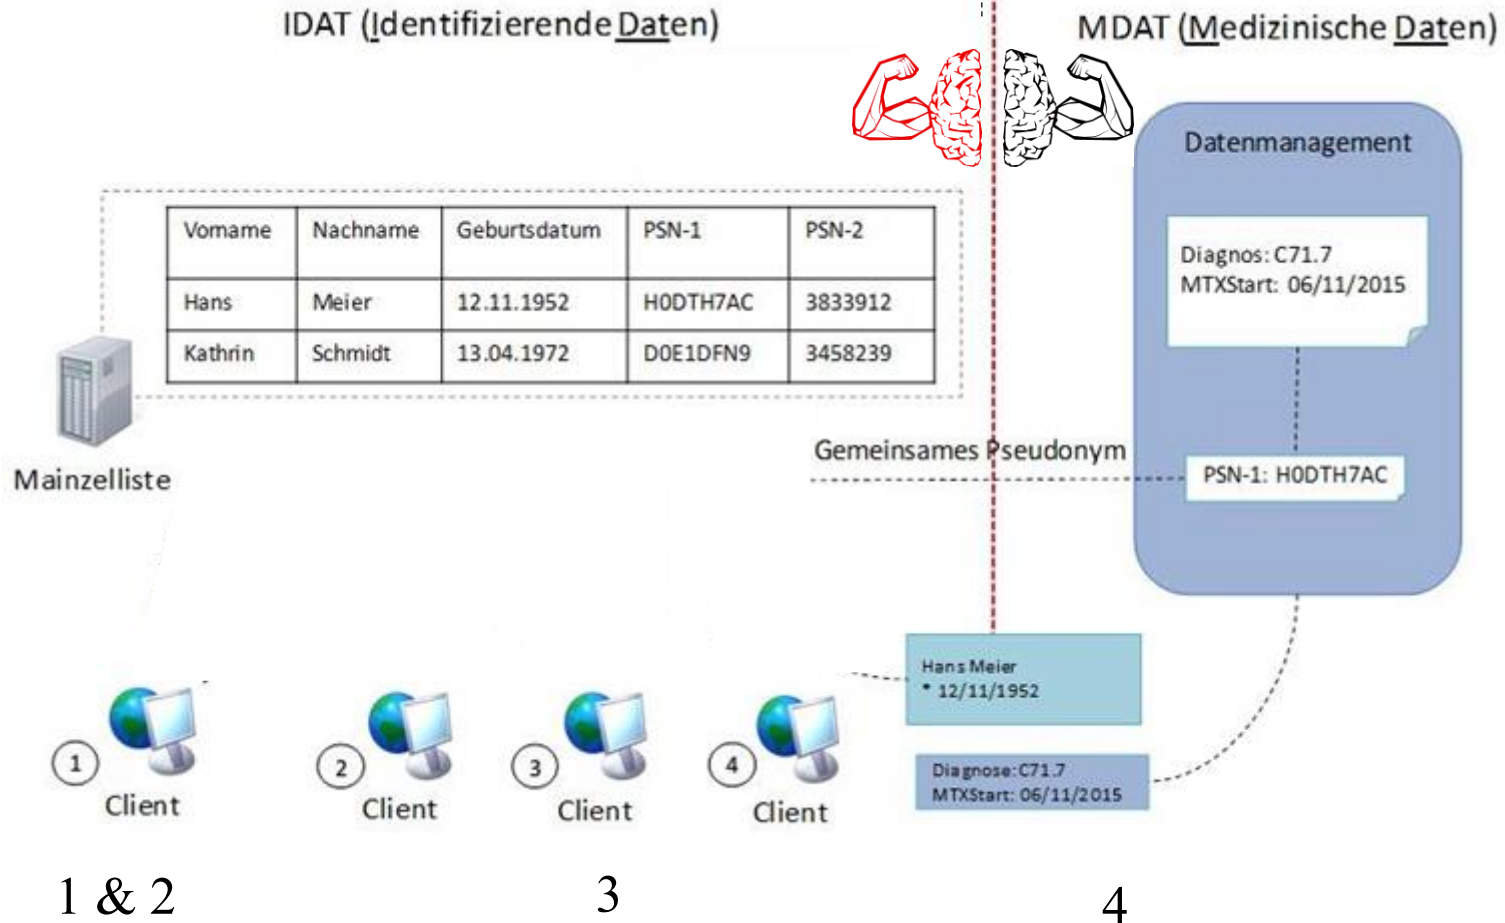 IDAT (Identifizierende Daten)
MDAT (Medizinische Daten)
Datenmanagement
Vorname Nachname Geburtsdatum PSN-1 PSN-2
Hans Meier 12.11.1952 H0DTH7AC 3833912
Kathrin Schmidt 13.04.1972 D0E1DFN9 3458239
Diagnos: C71.7
MTXStart: 06/11/2015
Mainzelliste
Gemeinsames Pseudonym
PSN-1: H0DTH7AC
Hans Meier
* 12/11/1952
Diagnose: C71.7
MTXStart: 06/11/2015
1 Client
2 Client
3 Client
4 Client
1 & 2
3
4